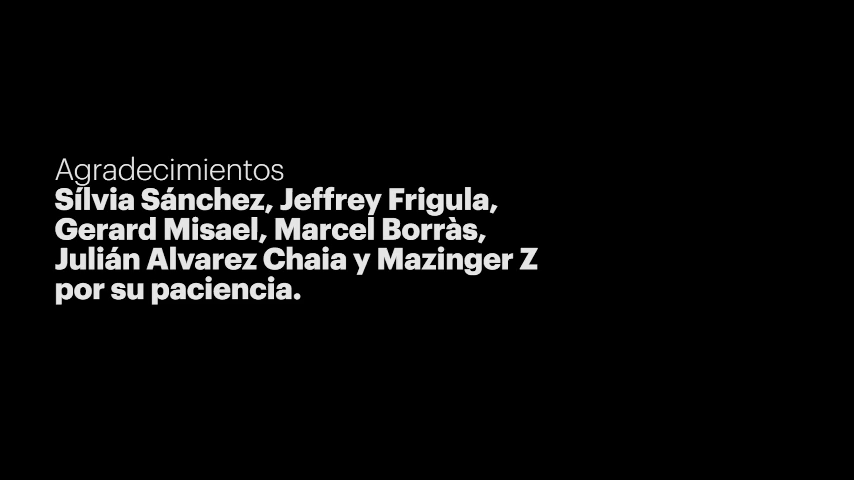 Agradecimientos
Sílvia Sánchez, Jeffrey Frigula,
Gerard Misael, Marcel Borràs,
Julián Alvarez Chaia y Mazinger Z
por su paciencia.